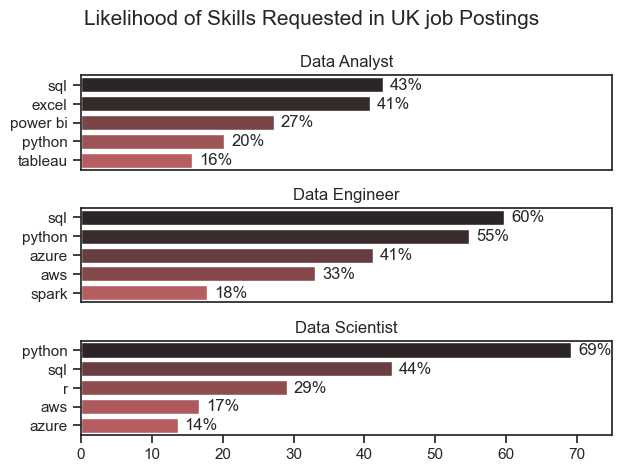 Likelihood of Skills Requested in UK job Postings
Data Analyst
sql 43%
excel 41%
power bi 27%
python 20%
tableau 16%
Data Engineer
sql 60%
python 55%
azure 41%
aws 33%
spark 18%
Data Scientist
python 69%
sql 44%
r 29%
aws 17%
azure 14%
0 10 20 30 40 50 60 70